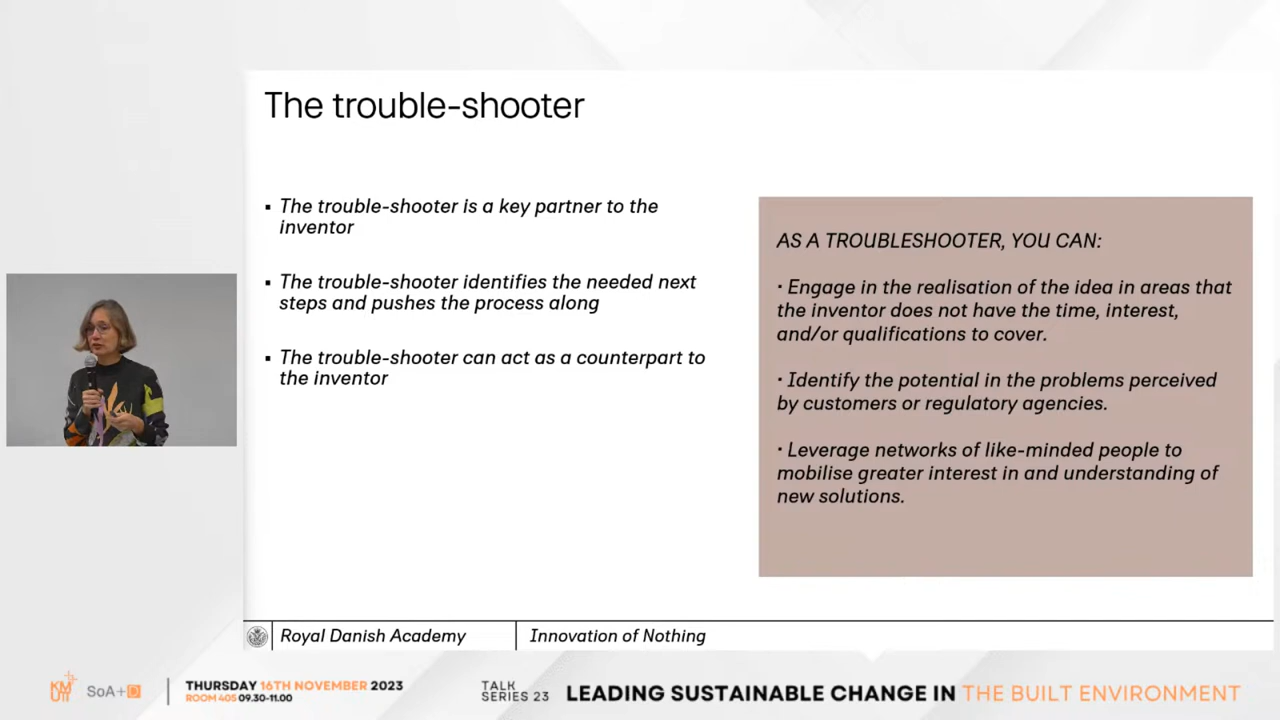 The trouble-shooter
▪ The trouble-shooter is a key partner to the
inventor
▪ The trouble-shooter identifies the needed next
steps and pushes the process along
▪ The trouble-shooter can act as a counterpart to
the inventor
AS A TROUBLESHOOTER, YOU CAN:
· Engage in the realisation of the idea in areas that
the inventor does not have the time, interest,
and/or qualifications to cover.
· Identify the potential in the problems perceived
by customers or regulatory agencies.
· Leverage networks of like-minded people to
mobilise greater interest in and understanding of
new solutions.
Royal Danish Academy
Innovation of Nothing
KMUTT
SoA+D
THURSDAY 16TH NOVEMBER 2023
ROOM 405 09.30-11.00
TALK
SERIES 23
LEADING SUSTAINABLE CHANGE IN THE BUILT ENVIRONMENT